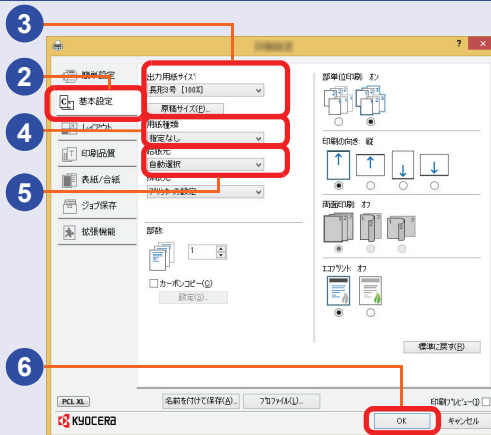 3
2
4
5
6
? ×
簡単設定
基本設定
レイアウト
印刷品質
表紙/合紙
ジョブ保存
拡張機能
出力用紙サイズ:
長形3号 [100%]
原稿サイズ(P)...
用紙種類:
指定なし
給紙元:
自動選択
プリンターの設定
部数:
1
カーボンコピー(O)
設定(S)...
部単位印刷: オン
印刷の向き: 縦
両面印刷: オフ
エコプリント: オフ
標準に戻す(R)
PCL XL
名前を付けて保存(A)...
プロファイル(L)...
印刷プレビュー(I)
KYOCERA
OK
キャンセル